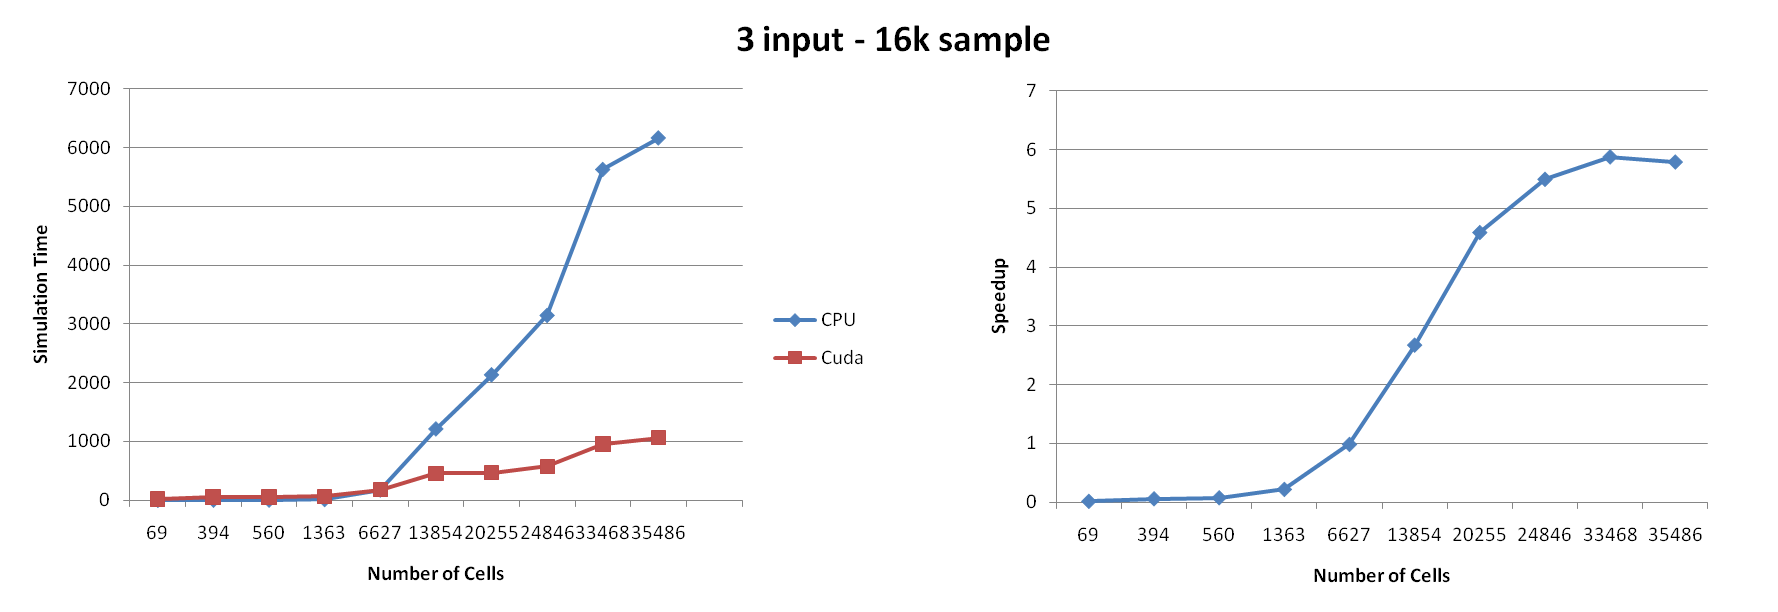 3 input - 16k sample
7000
6000
5000
4000
3000
2000
1000
0
Simulation Time
69 394 560 1363 6627 13854 20255 24846 33468 35486
Number of Cells
CPU
Cuda
7
6
5
4
3
2
1
0
Speedup
69 394 560 1363 6627 13854 20255 24846 33468 35486
Number of Cells